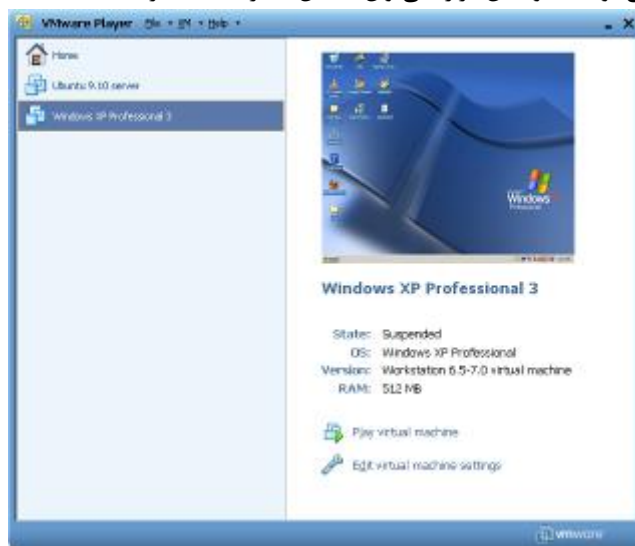 VMware Player File VM Help
Home
Ubuntu 9.10 server
Windows XP Professional 3
Windows
Professional
Windows XP Professional 3
State: Suspended
OS: Windows XP Professional
Version: Workstation 6.5-7.0 virtual machine
RAM: 512 MB
Play virtual machine
Edit virtual machine settings
vmware